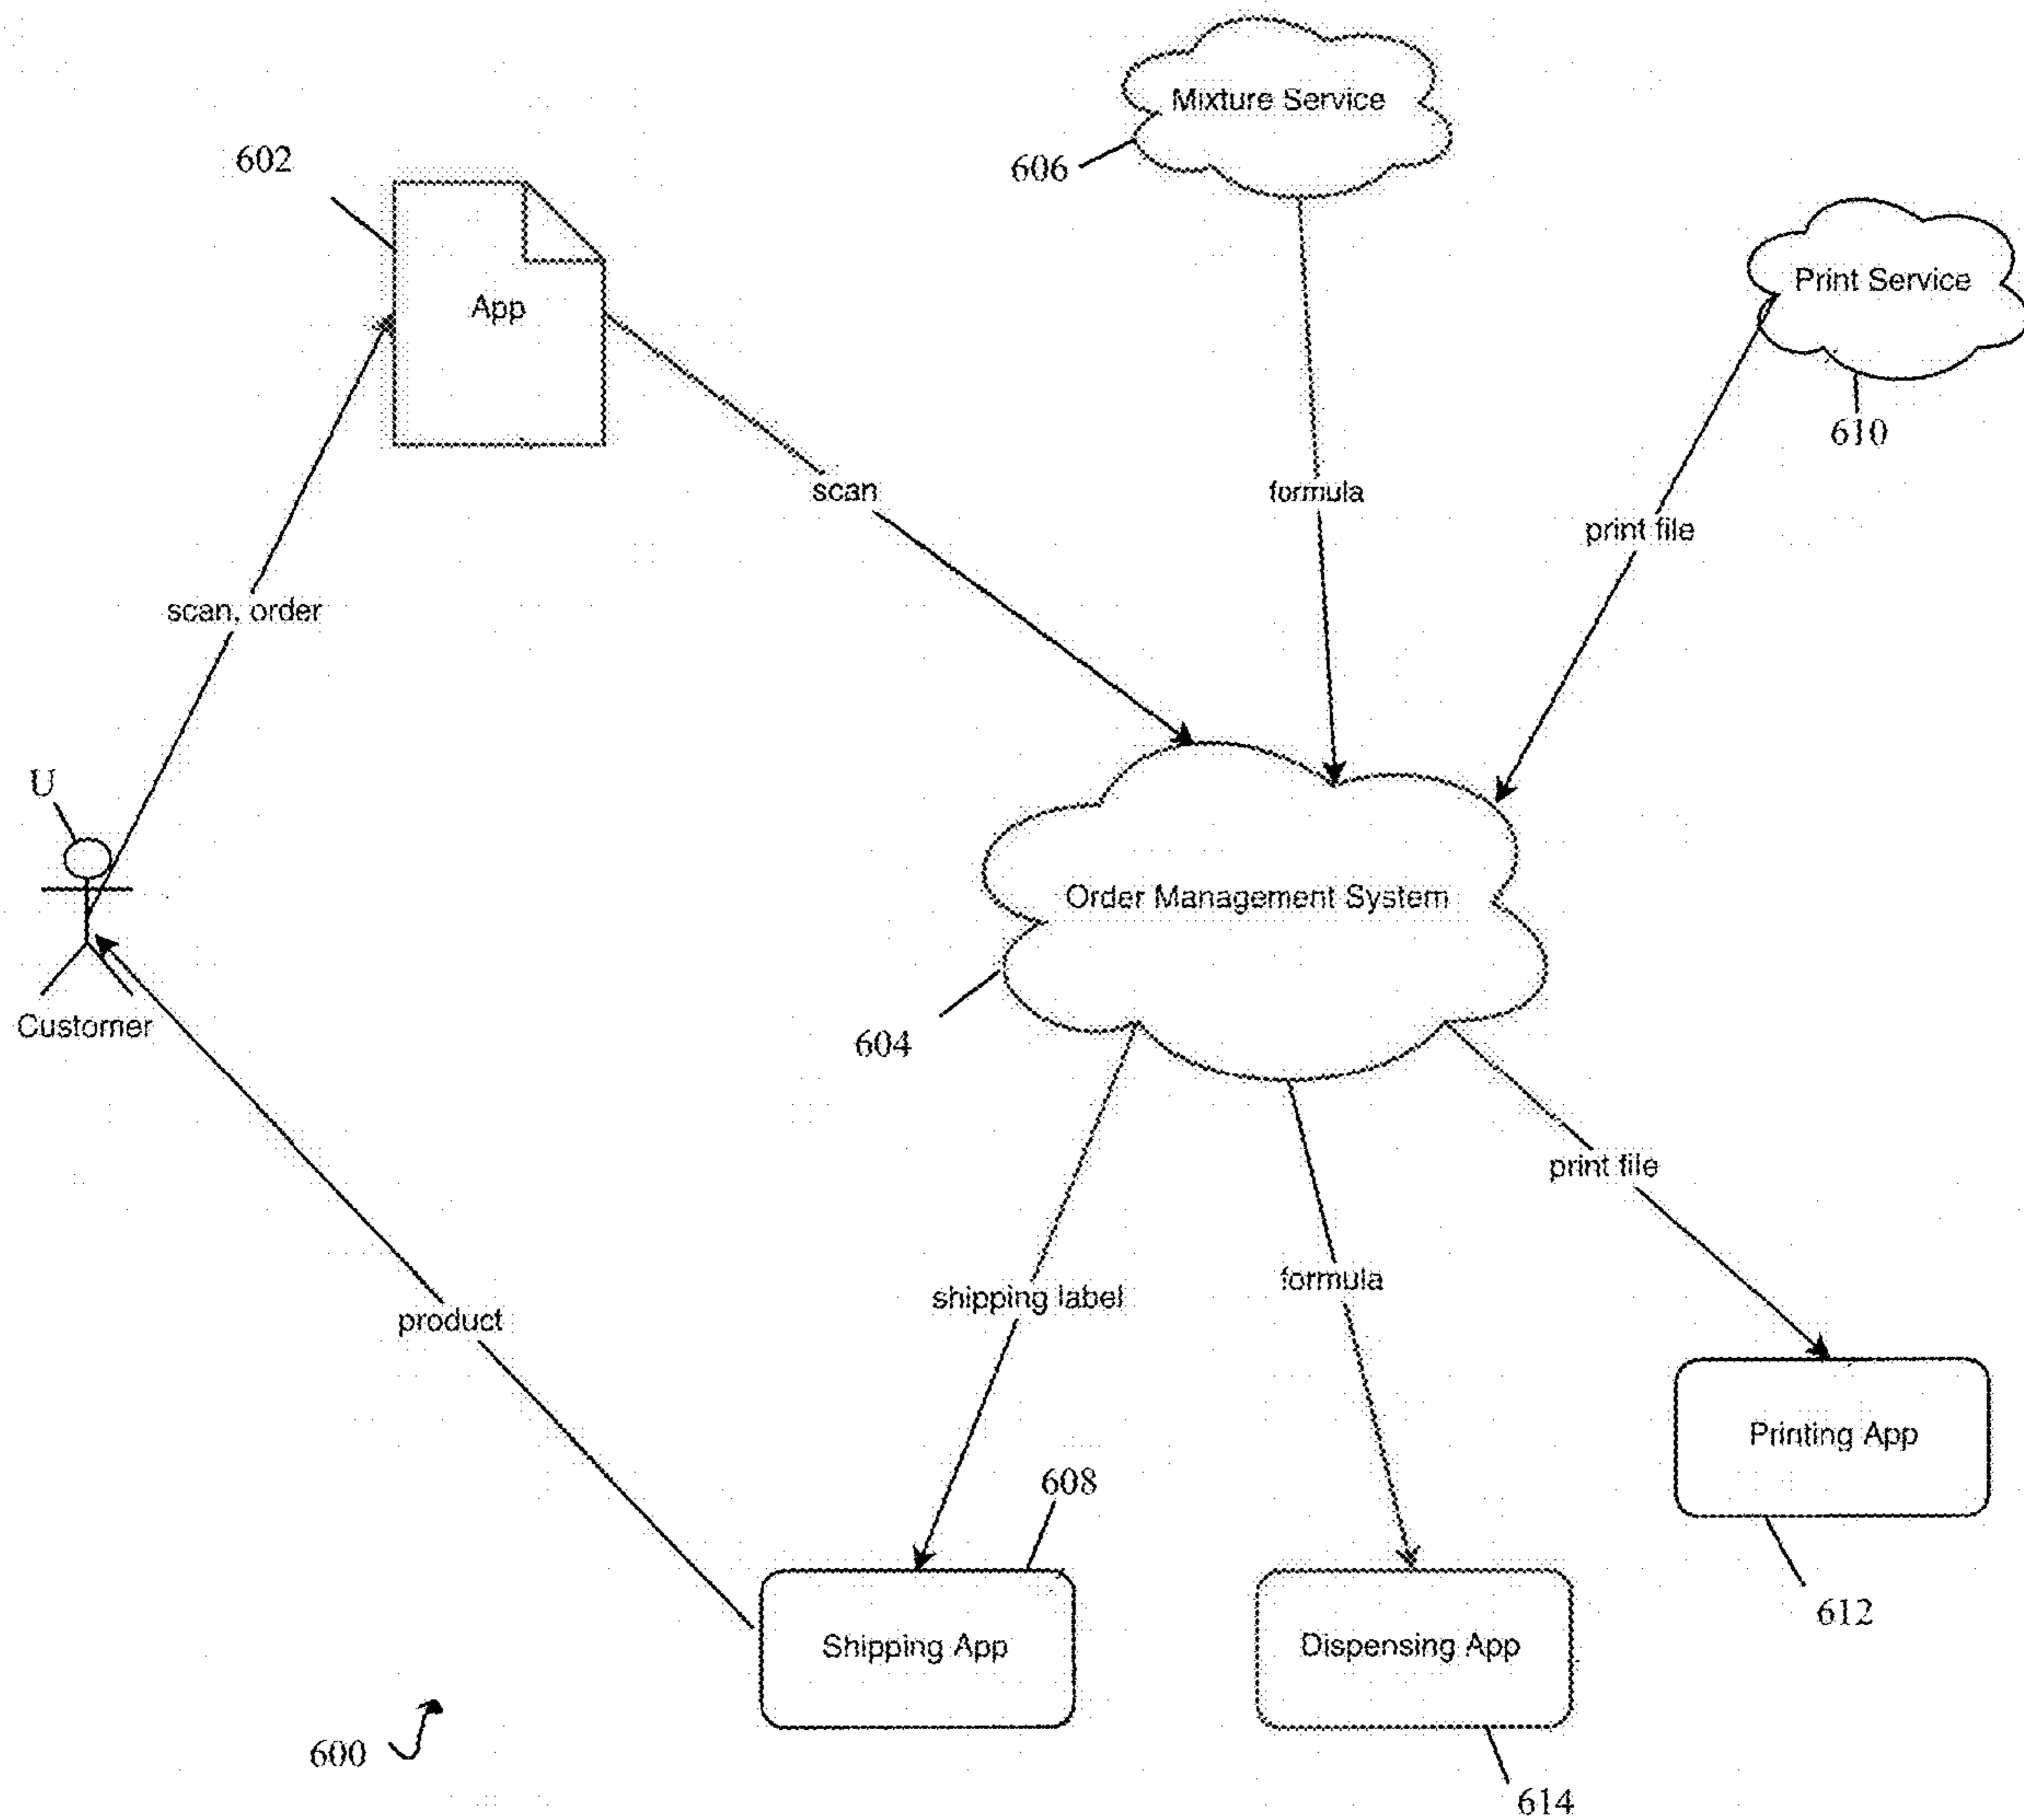 Mixture Service
602
606
Print Service
App
610
scan
formula
print file
scan, order
U
Order Management System
Customer
604
print file
formula
shipping label
product
Printing App
608
612
Shipping App
Dispensing App
600
614